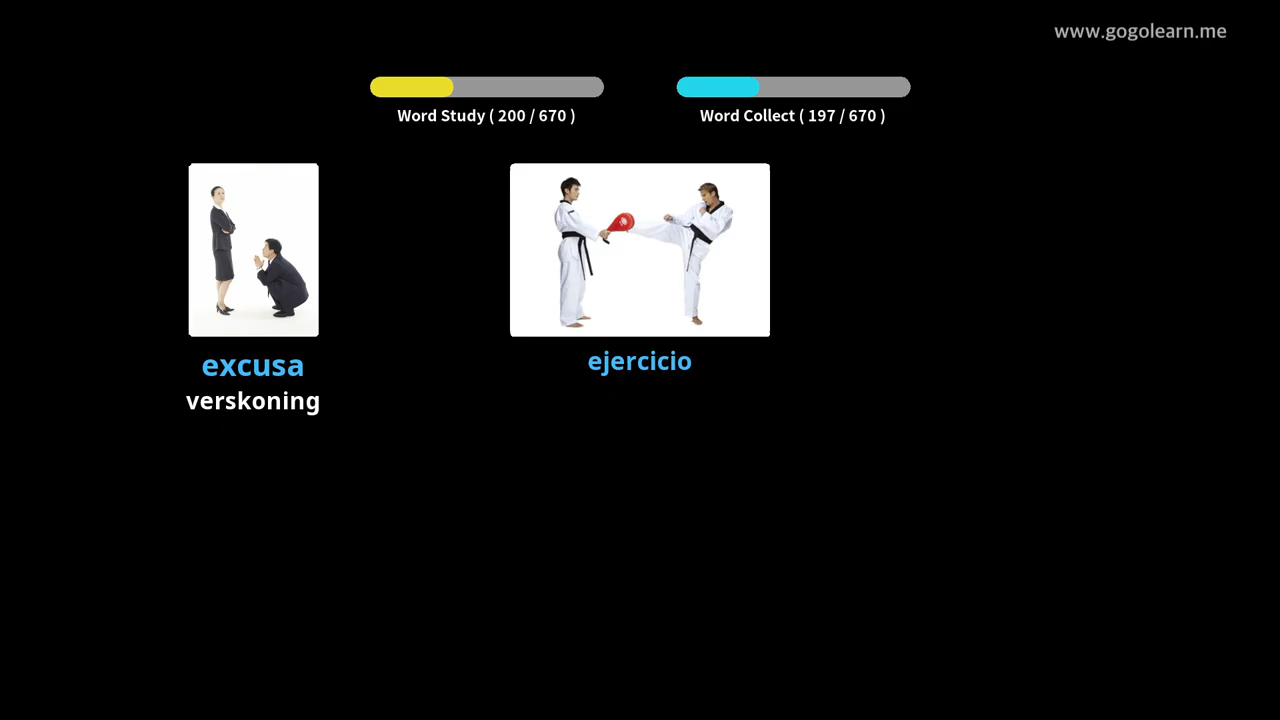 www.gogolearn.me
Word Study ( 200 / 670 )
Word Collect ( 197 / 670 )
excusa
verskoning
ejercicio